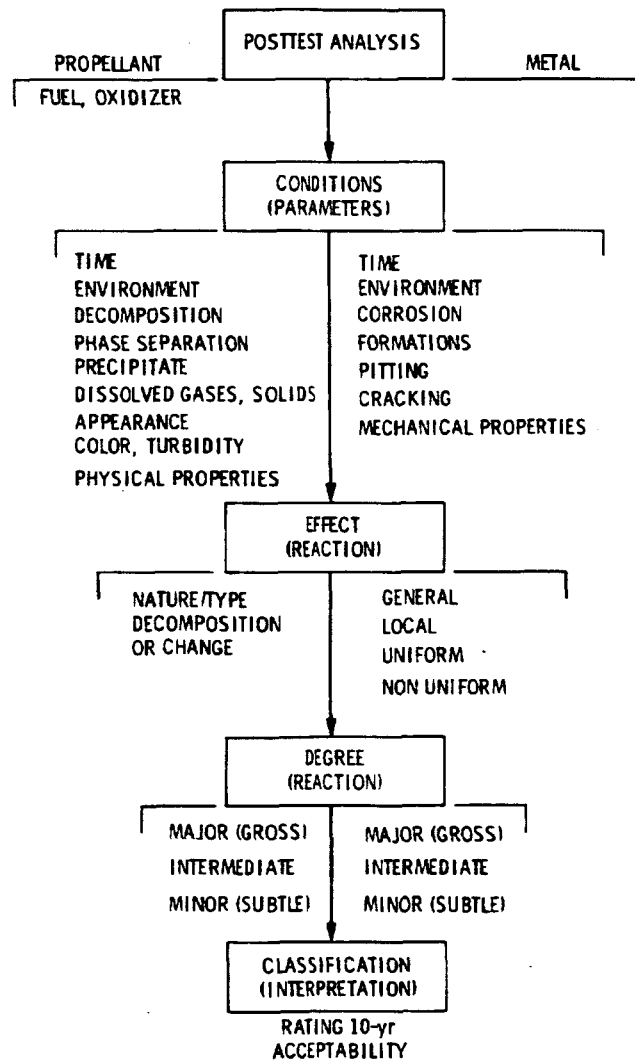 POSTTEST ANALYSIS
PROPELLANT
METAL
FUEL, OXIDIZER
CONDITIONS
(PARAMETERS)
TIME
ENVIRONMENT
DECOMPOSITION
PHASE SEPARATION
PRECIPITATE
DISSOLVED GASES, SOLIDS
APPEARANCE
COLOR, TURBIDITY
PHYSICAL PROPERTIES
TIME
ENVIRONMENT
CORROSION
FORMATIONS
PITTING
CRACKING
MECHANICAL PROPERTIES
EFFECT
(REACTION)
NATURE/TYPE
DECOMPOSITION
OR CHANGE
GENERAL
LOCAL
UNIFORM
NON UNIFORM
DEGREE
(REACTION)
MAJOR (GROSS)
INTERMEDIATE
MINOR (SUBTLE)
MAJOR (GROSS)
INTERMEDIATE
MINOR (SUBTLE)
CLASSIFICATION
(INTERPRETATION)
RATING 10-yr
ACCEPTABILITY